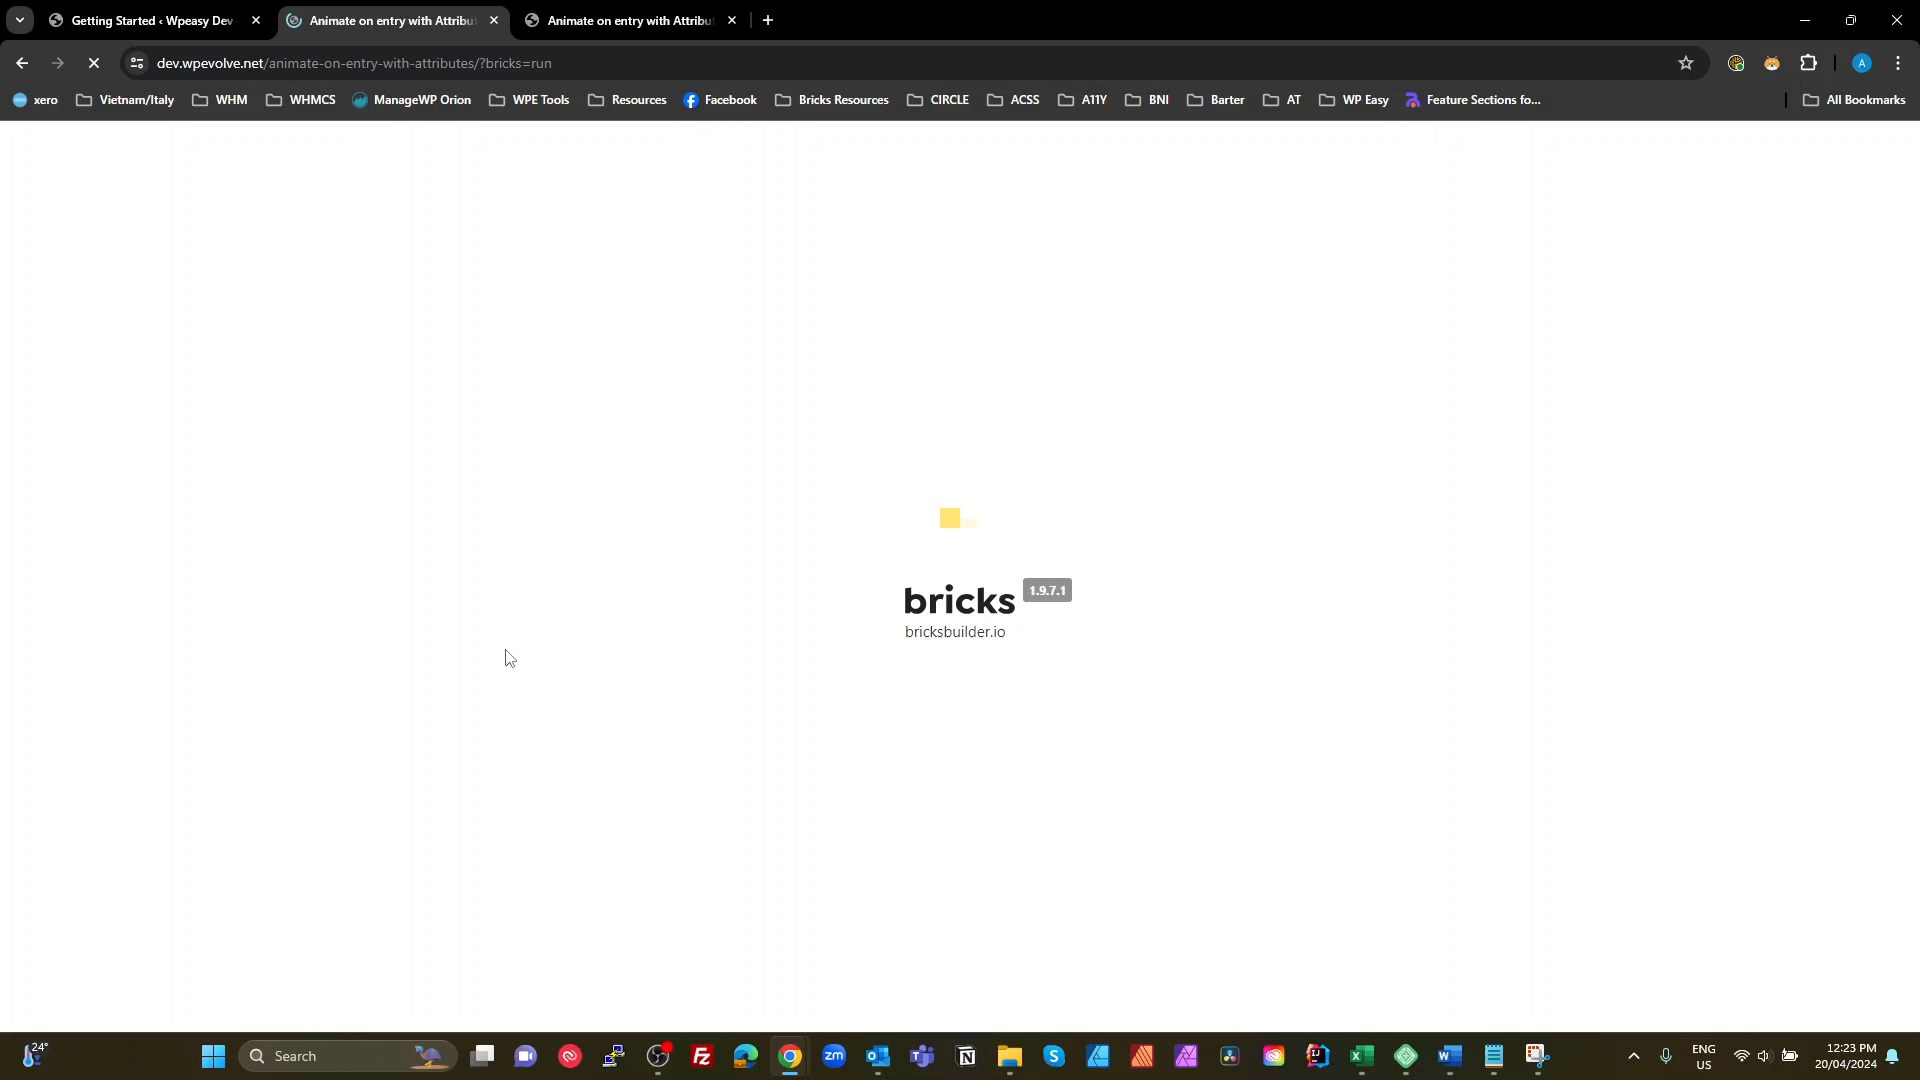 Getting Started ‹ Wpeasy Dev
Animate on entry with Attribu
Animate on entry with Attribu
dev.wpevolve.net/animate-on-entry-with-attributes/?bricks=run
A
xero
Vietnam/Italy
WHM
WHMCS
ManageWP Orion
WPE Tools
Resources
Facebook
Bricks Resources
CIRCLE
ACSS
A11Y
BNI
Barter
AT
WP Easy
Feature Sections fo...
All Bookmarks
bricks 1.9.7.1
bricksbuilder.io
24°
Search
zm
ENG
US
12:23 PM
20/04/2024